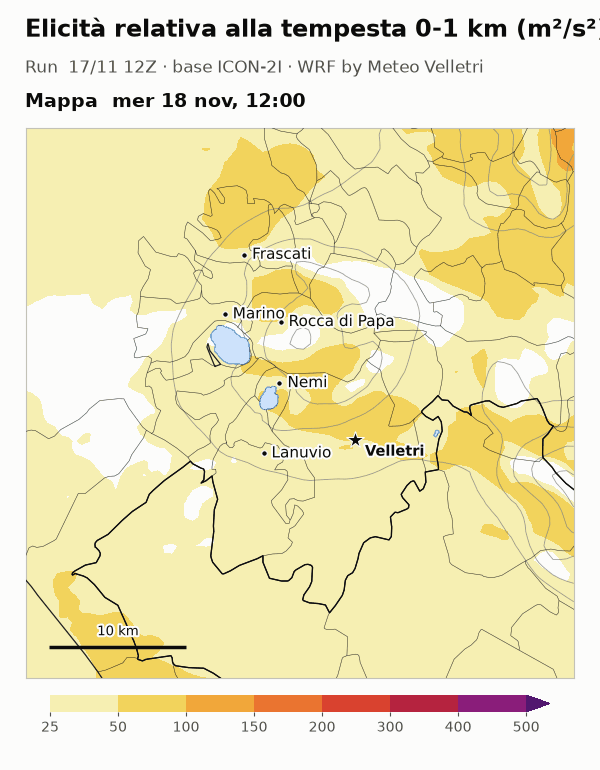 Elicità relativa alla tempesta 0-1 km (m²/s²)
Run  17/11 12Z · base ICON-2I · WRF by Meteo Velletri
Mappa  mer 18 nov, 12:00
Frascati
Marino
Rocca di Papa
Nemi
Lanuvio
Velletri
10 km
25 50 100 150 200 300 400 500